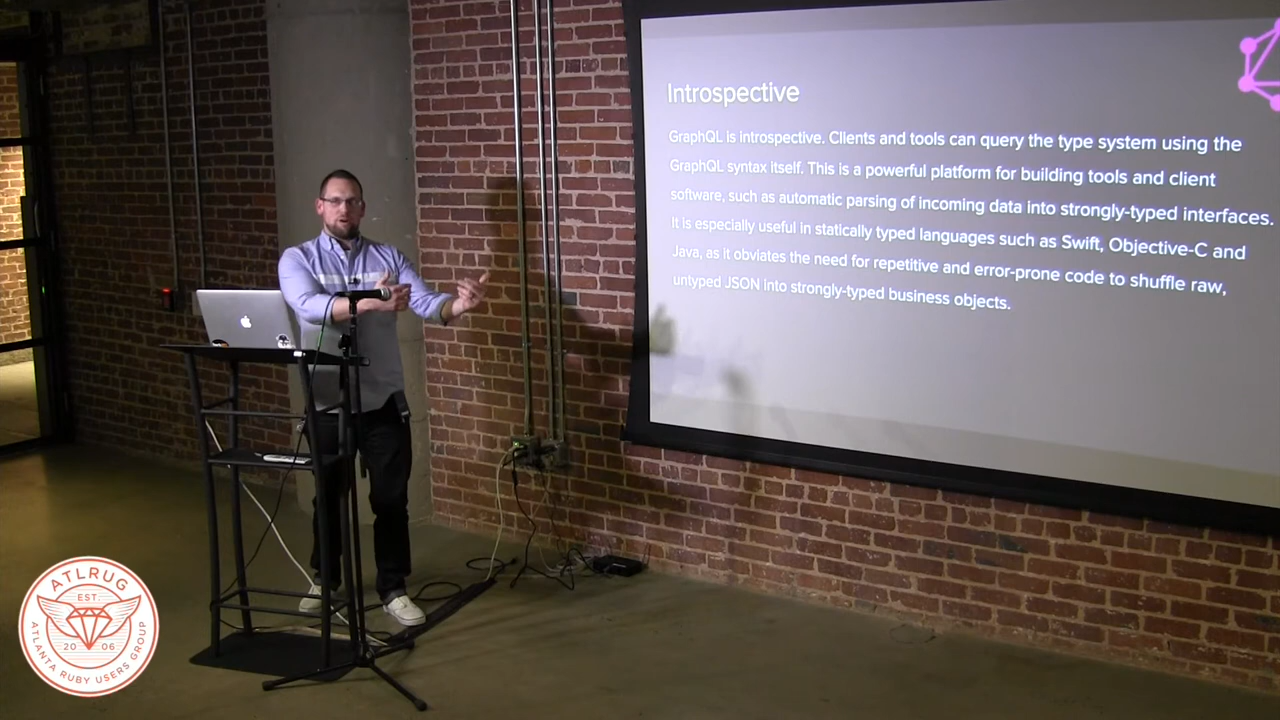 Introspective
GraphQL is introspective. Clients and tools can query the type system using the
GraphQL syntax itself. This is a powerful platform for building tools and client
software, such as automatic parsing of incoming data into strongly-typed interfaces.
It is especially useful in statically typed languages such as Swift, Objective-C and
Java, as it obviates the need for repetitive and error-prone code to shuffle raw,
untyped JSON into strongly-typed business objects.
ATLRUG
EST.
20 06
ATLANTA RUBY USERS GROUP